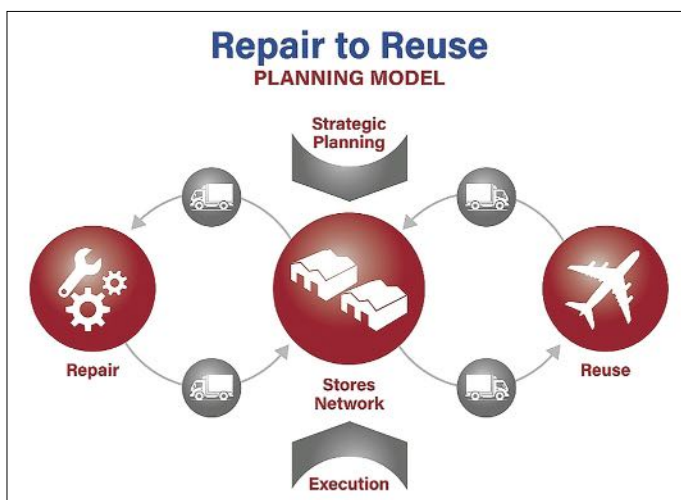 Repair to Reuse
PLANNING MODEL
Strategic
Planning
Repair
Stores
Network
Reuse
Execution